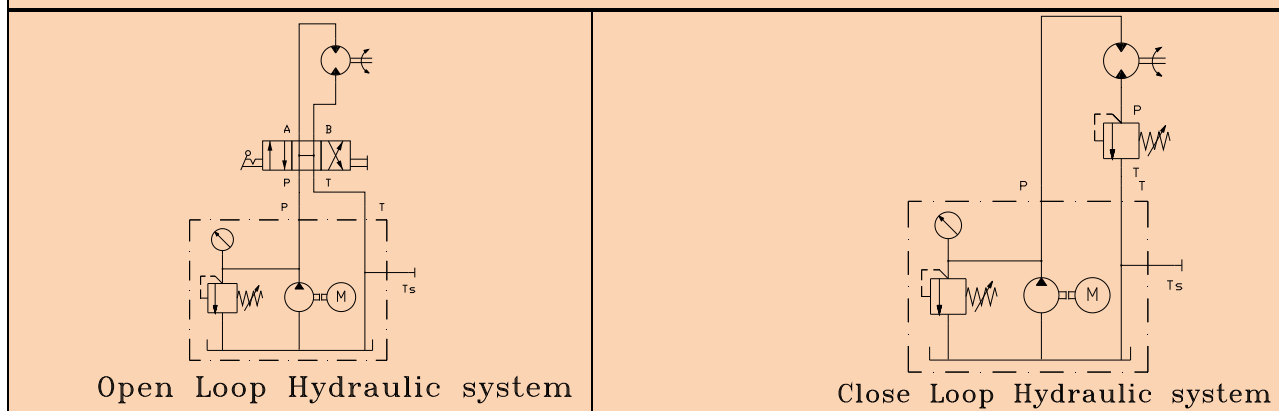 A B
P T
P T
M
Ts
Open Loop Hydraulic system
P
T
P T
M
Ts
Close Loop Hydraulic system